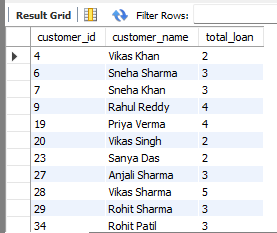 Result Grid Filter Rows:
customer_id customer_name total_loan
4 Vikas Khan 2
6 Sneha Sharma 3
7 Sneha Khan 3
9 Rahul Reddy 4
19 Priya Verma 4
20 Vikas Singh 2
23 Sanya Das 2
27 Anjali Sharma 3
28 Vikas Sharma 5
29 Rohit Sharma 3
34 Rohit Patil 3